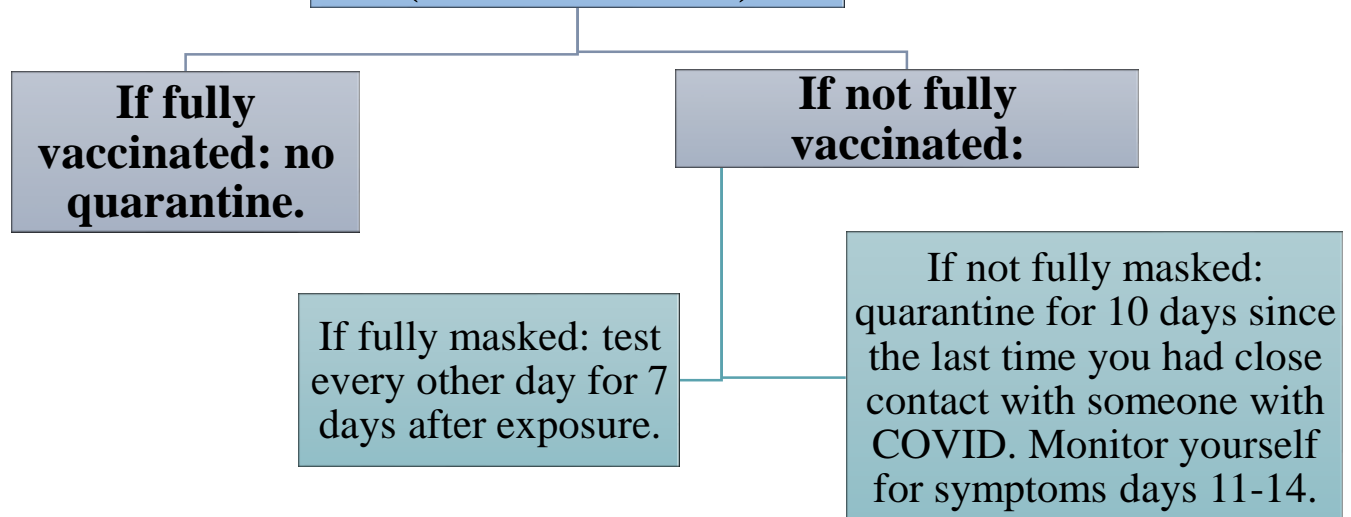 If fully
vaccinated: no
quarantine.
If not fully
vaccinated:
If fully masked: test
every other day for 7
days after exposure.
If not fully masked:
quarantine for 10 days since
the last time you had close
contact with someone with
COVID. Monitor yourself
for symptoms days 11-14.